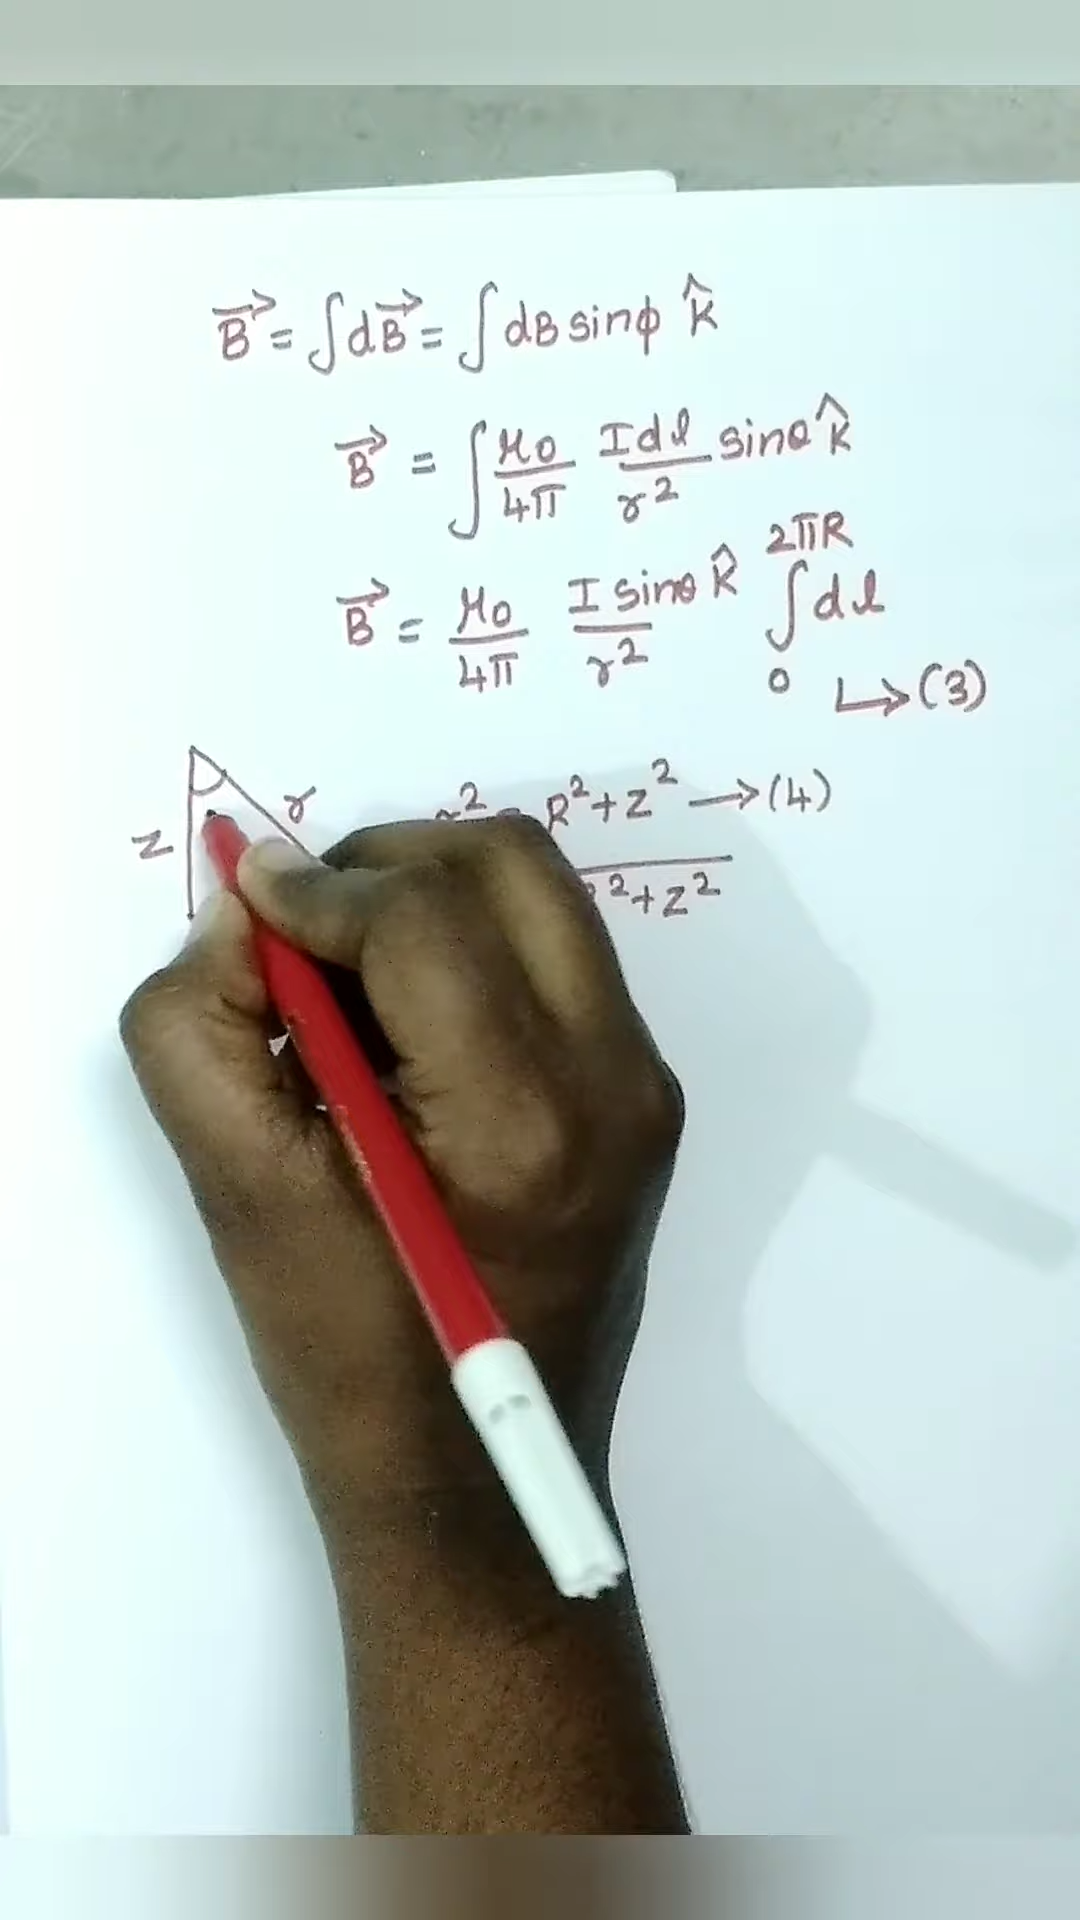 B⃗ = ∫dB⃗ = ∫dB sinφ k̂
B⃗ = ∫ μ0/4π Idl/r² sinθ k̂
B⃗ = μ0/4π I sinθ k̂/r² ∫₀^2πR dl
↳(3)
z r
r² = R²+z² →(4)
²+z²